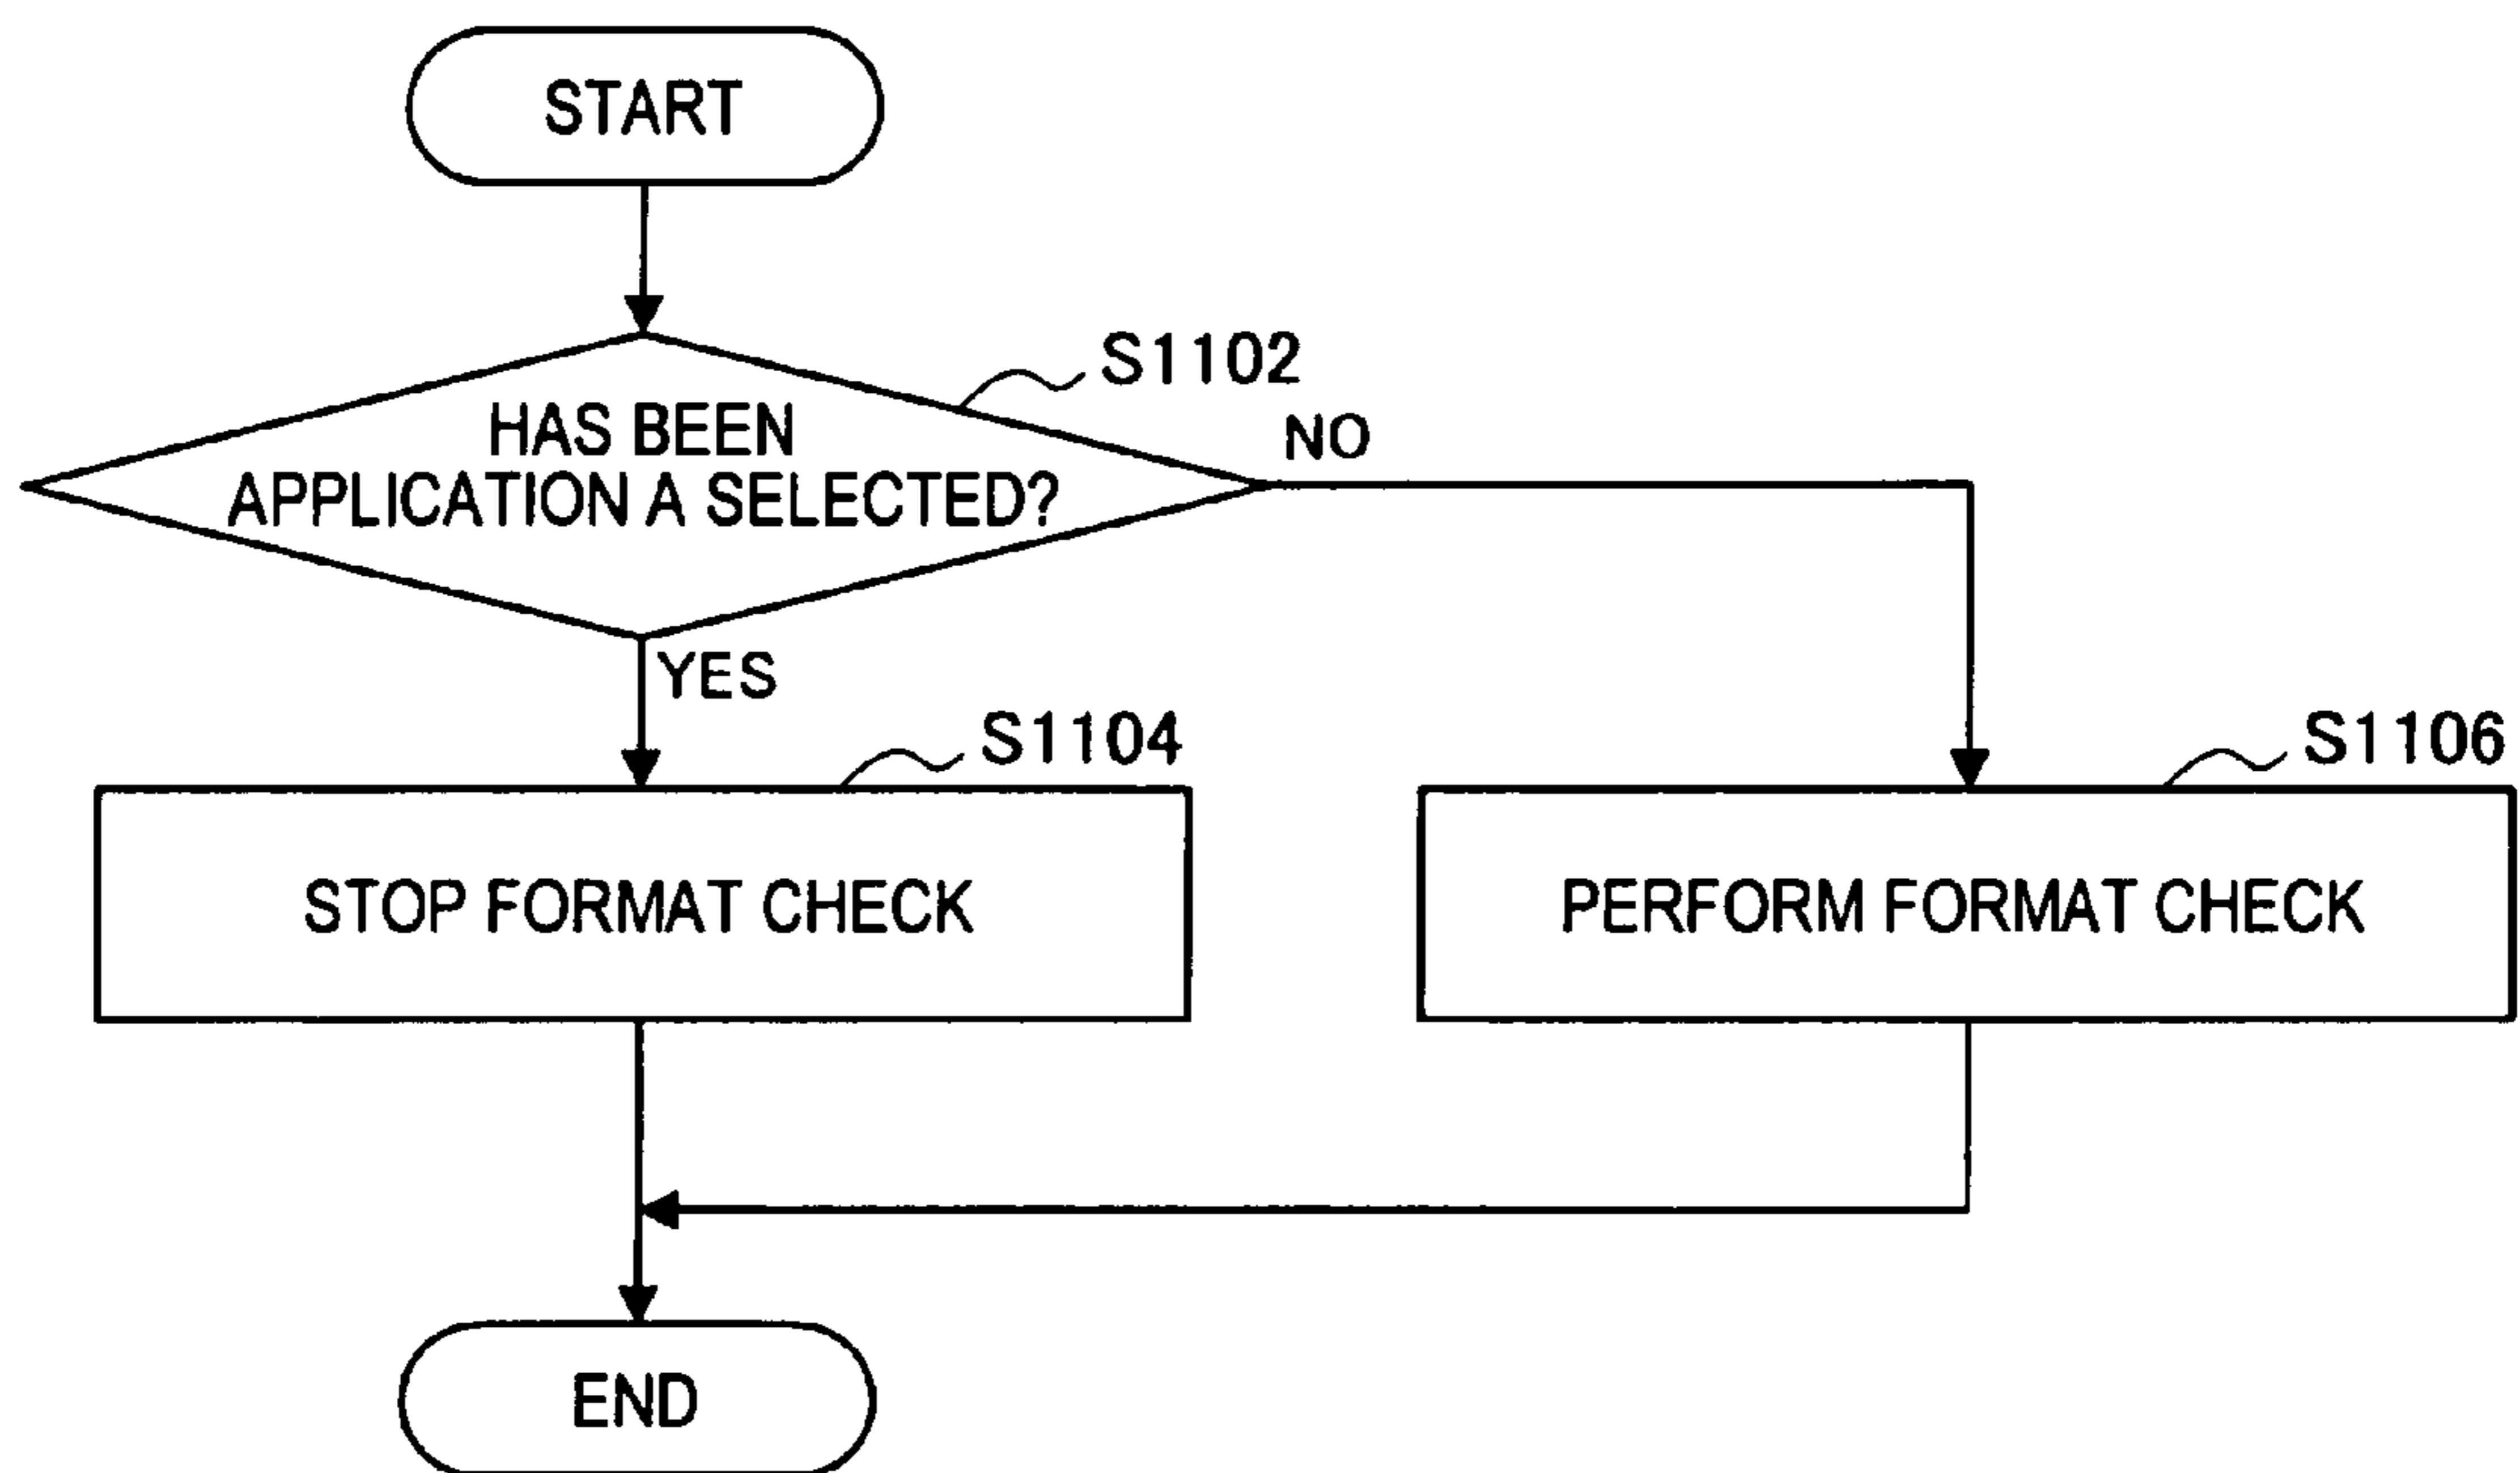 START
S1102
HAS BEEN
APPLICATION A SELECTED?
NO
YES
S1104
S1106
STOP FORMAT CHECK
PERFORM FORMAT CHECK
END